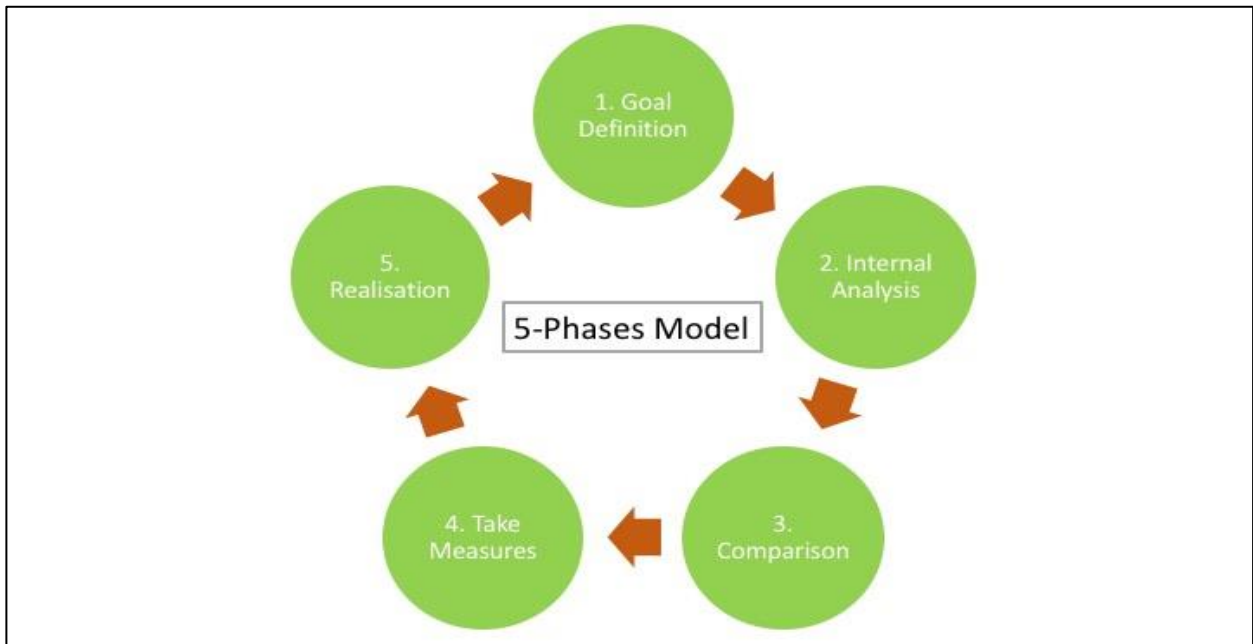 1. Goal
Definition
2. Internal
Analysis
3.
Comparison
4. Take
Measures
5.
Realisation
5-Phases Model